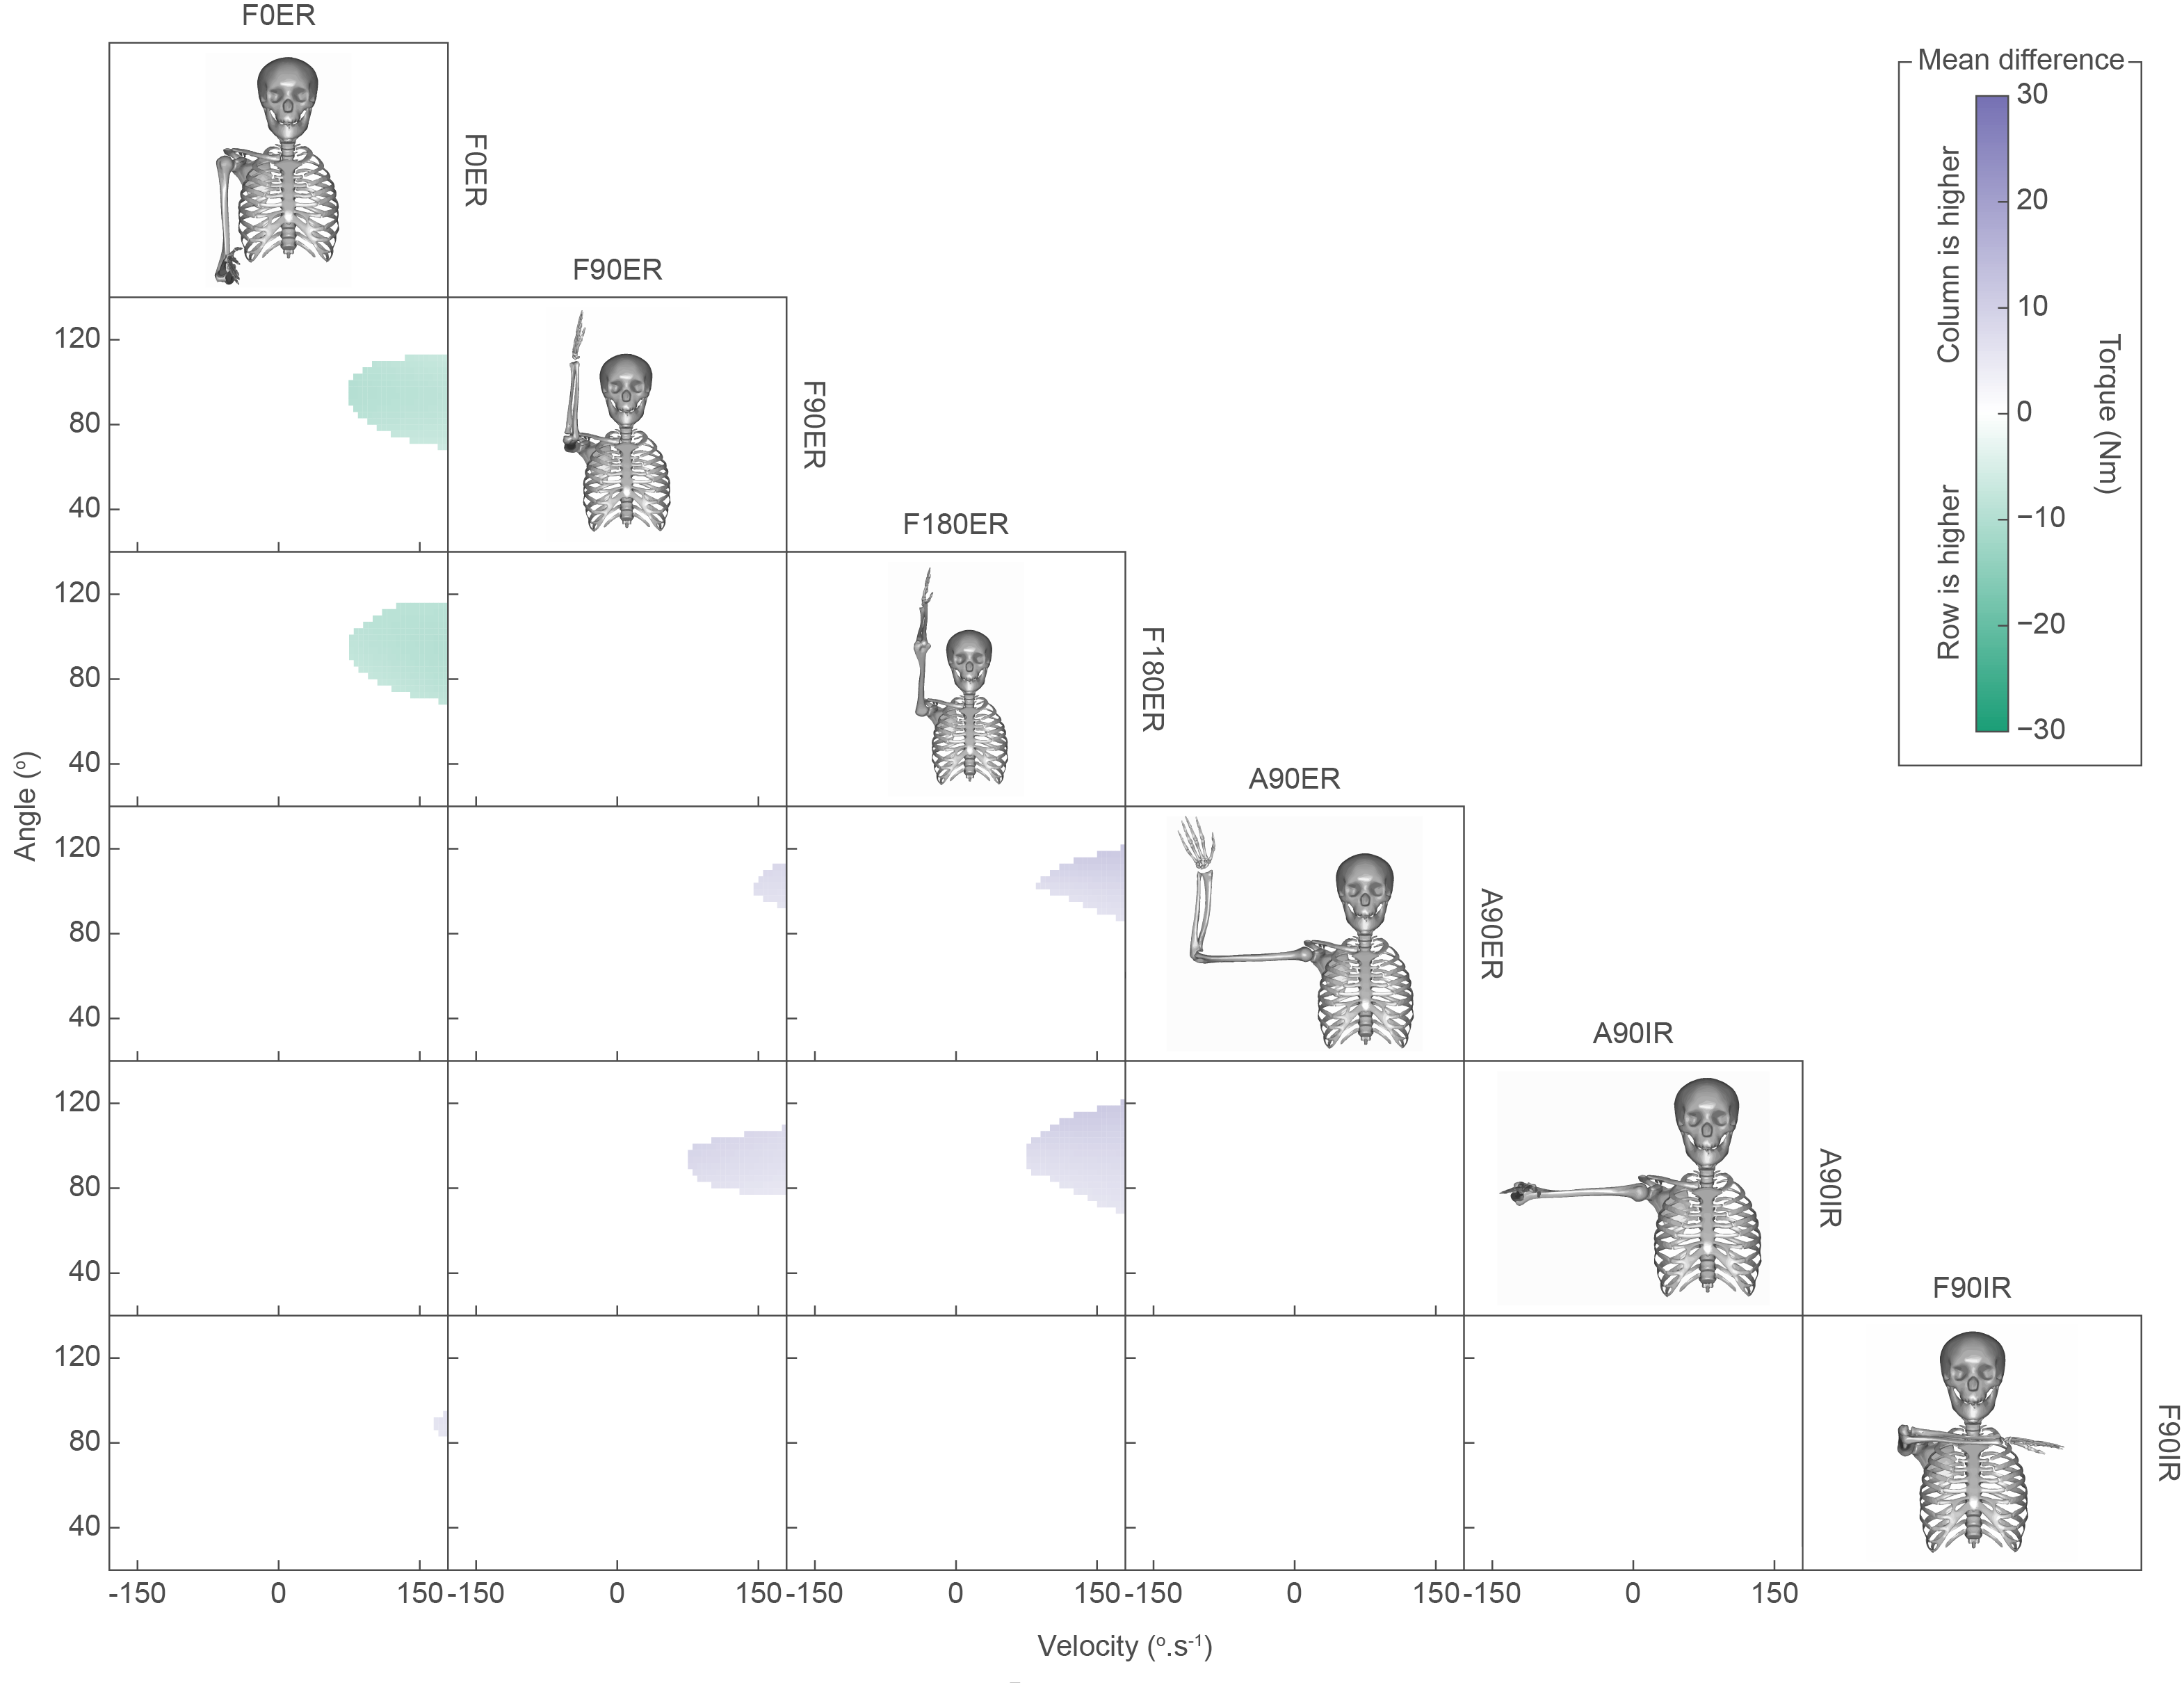 F0ER
Mean difference
30
20
10
0
−10
−20
−30
Column is higher
Row is higher
Torque (Nm)
F0ER
F90ER
120
80
40
F90ER
F180ER
120
80
40
F180ER
A90ER
Angle (º)
120
80
40
A90ER
A90IR
120
80
40
A90IR
F90IR
120
80
40
F90IR
-150 0 150 -150 0 150 -150 0 150 -150 0 150 -150 0 150
Velocity (º.s-1)